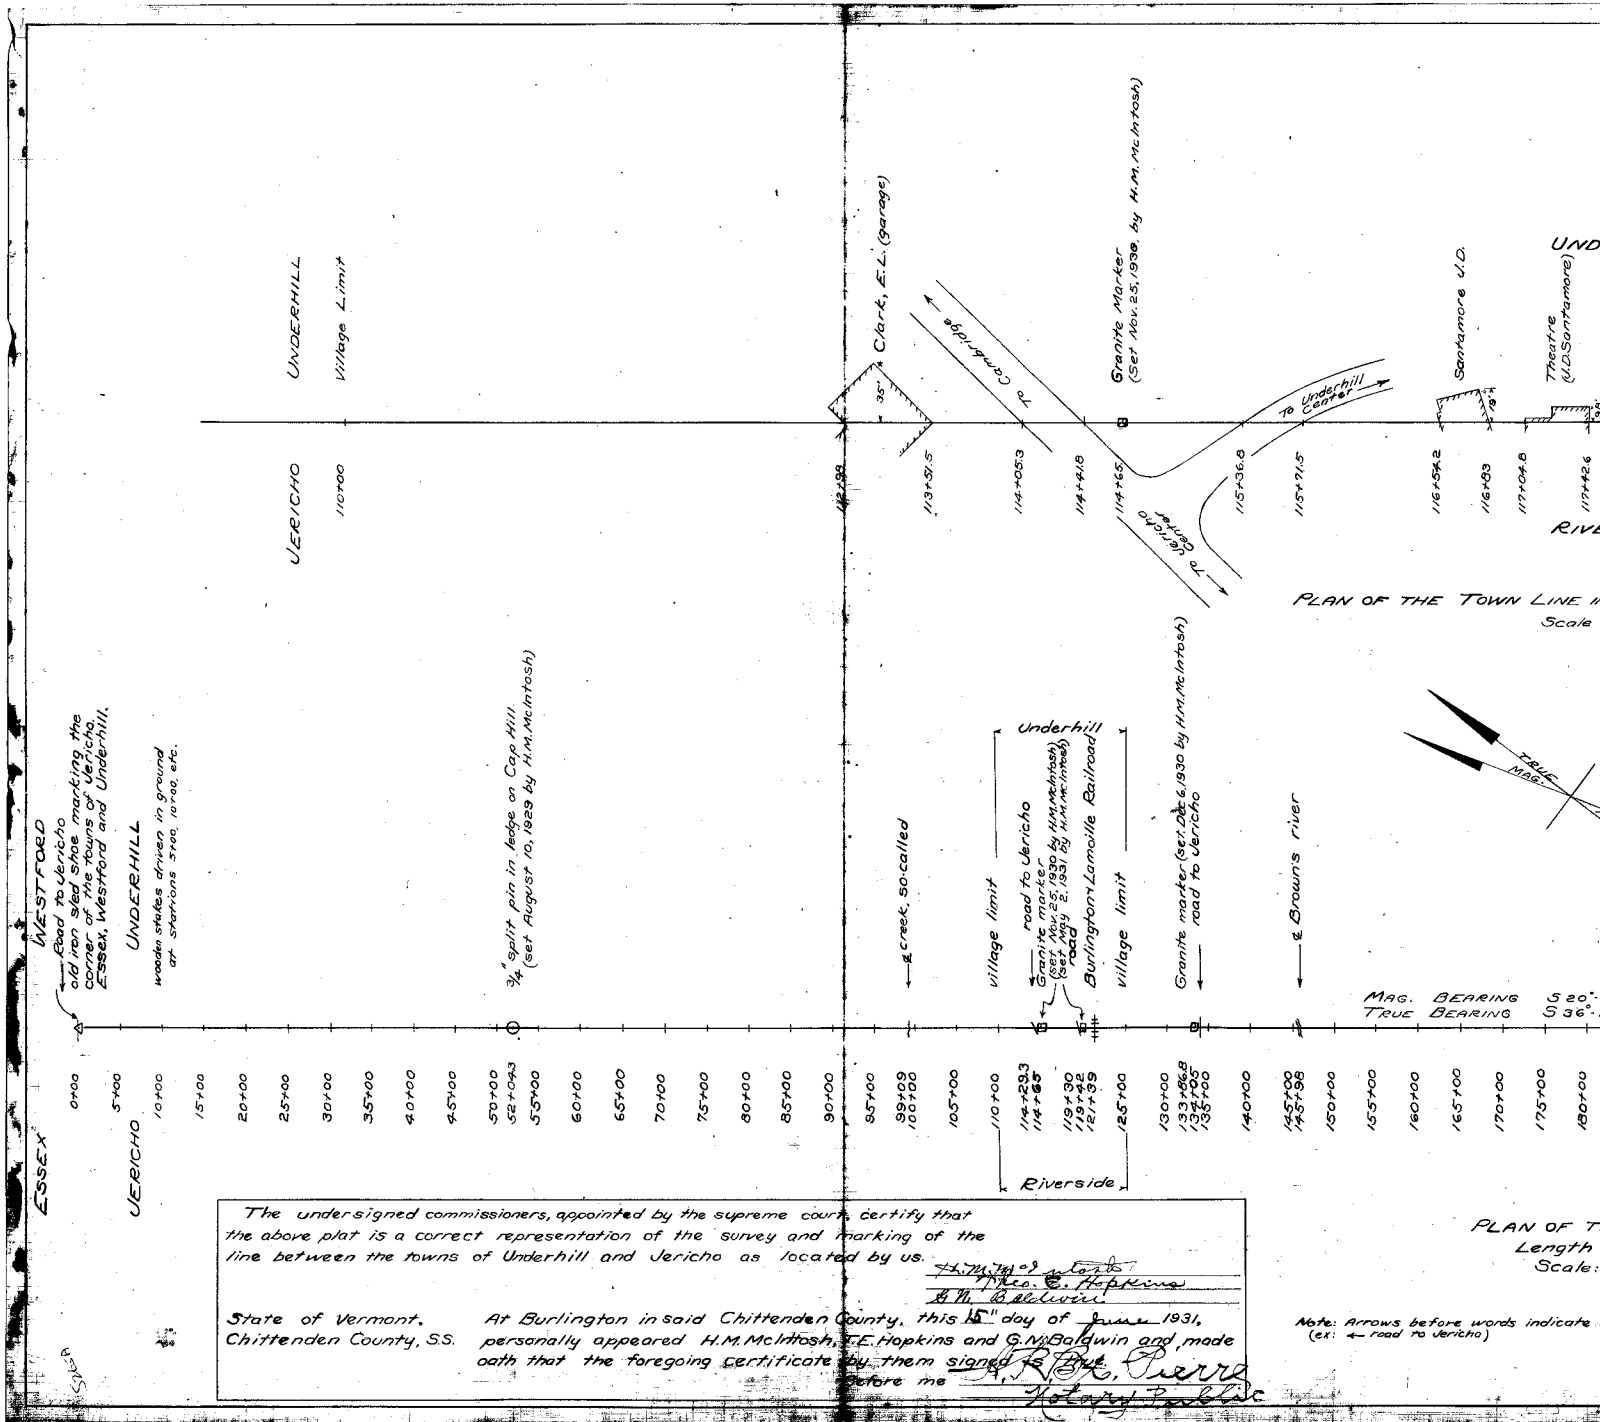 UNDERHILL
Village Limit
JERICHO
110+00
Clark, E.L. (garage)
35'
To Cambridge
Granite Marker
(Set Nov. 25, 1930, by H.M. McIntosh)
To Underhill
Center
To Jericho
Center
Santamore J.D.
19'
Theatre
(J.D. Santamore)
UND
112+99
113+51.5
114+05.3
114+41.8
114+65
115+36.8
115+71.5
116+54.2
116+83
117+04.8
117+42.6
RIVE
PLAN OF THE TOWN LINE I
Scale
TRUE
MAG.
WESTFORD
Road to Jericho
old iron sled shoe marking the
corner of the towns of Jericho,
Essex, Westford and Underhill.
UNDERHILL
wooden stakes driven in ground
at stations 5+00, 10+00, etc.
3/4" split pin in ledge on Cap Hill.
(set August 10, 1929 by H.M. McIntosh)
℄ creek, so-called
Underhill
village limit
road to Jericho
Granite marker
(set Nov. 25, 1930 by H.M. McIntosh)
(set May 2, 1931 by H.M. McIntosh)
road
Burlington & Lamoille Railroad
village limit
Granite marker (set Dec 6, 1930 by H.M. McIntosh)
road to Jericho
℄ Brown's river
MAG. BEARING S 20°-
TRUE BEARING S 36°-
0+00
5+00
10+00
15+00
20+00
25+00
30+00
35+00
40+00
45+00
50+00
52+04.3
55+00
60+00
65+00
70+00
75+00
80+00
85+00
90+00
95+00
99+09
100+00
105+00
110+00
114+29.3
114+65
119+30
119+42
121+39
125+00
130+00
133+86.8
134+05
135+00
140+00
145+00
145+98
150+00
155+00
160+00
165+00
170+00
175+00
180+00
ESSEX
JERICHO
Riverside
The undersigned commissioners, appointed by the supreme court, certify that
the above plat is a correct representation of the survey and marking of the
line between the towns of Underhill and Jericho as located by us.
H.M. McIntosh
Theo. E. Hopkins
G.N. Baldwin
State of Vermont.
Chittenden County, S.S.
At Burlington in said Chittenden County, this 15" day of June 1931,
personally appeared H.M. McIntosh, T.E. Hopkins and G.N. Baldwin and made
oath that the foregoing certificate by them signed is true.
Before me
Pierre
Notary Public
PLAN OF T
Length
Scale:
Note: Arrows before words indicate
(ex: ← road to Jericho)